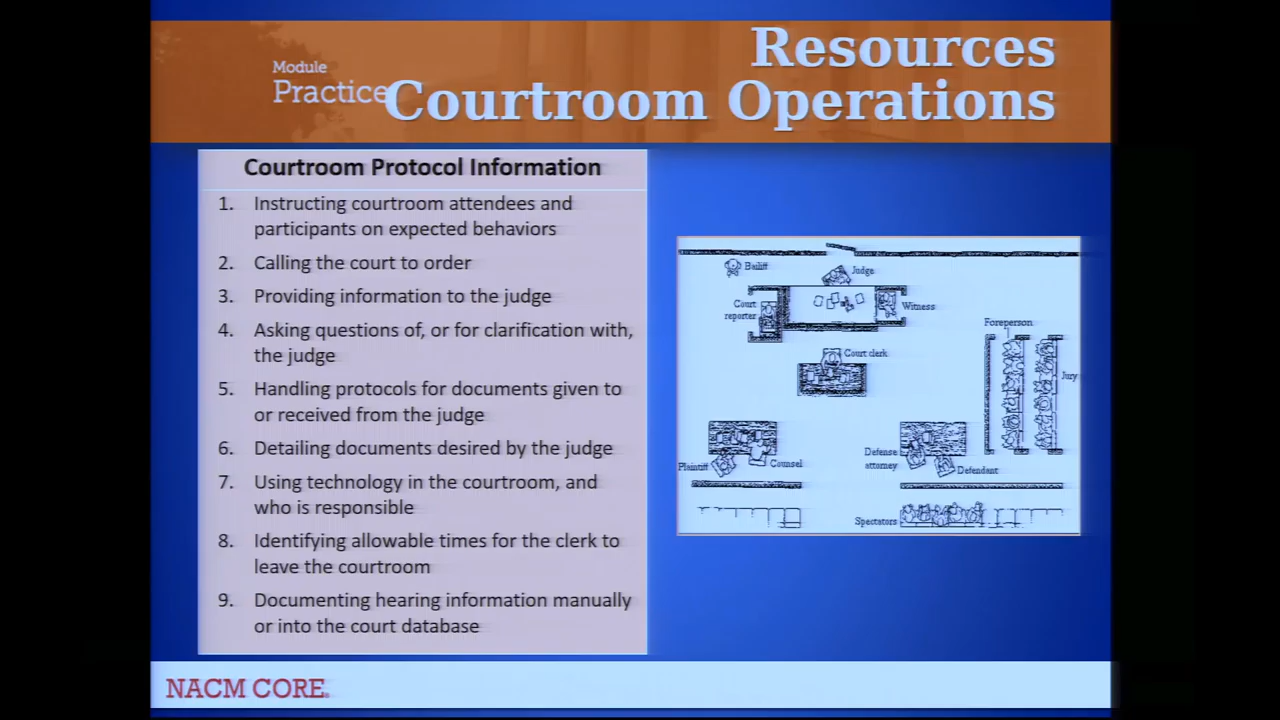 Resources
Module
Practice
Courtroom Operations
Courtroom Protocol Information
1. Instructing courtroom attendees and
participants on expected behaviors
2. Calling the court to order
3. Providing information to the judge
4. Asking questions of, or for clarification with,
the judge
5. Handling protocols for documents given to
or received from the judge
6. Detailing documents desired by the judge
7. Using technology in the courtroom, and
who is responsible
8. Identifying allowable times for the clerk to
leave the courtroom
9. Documenting hearing information manually
or into the court database
Bailiff
Judge
Court
reporter
Witness
Foreperson
Court clerk
Jury
Defense
attorney
Plaintiff
Counsel
Defendant
Spectators
NACM CORE®